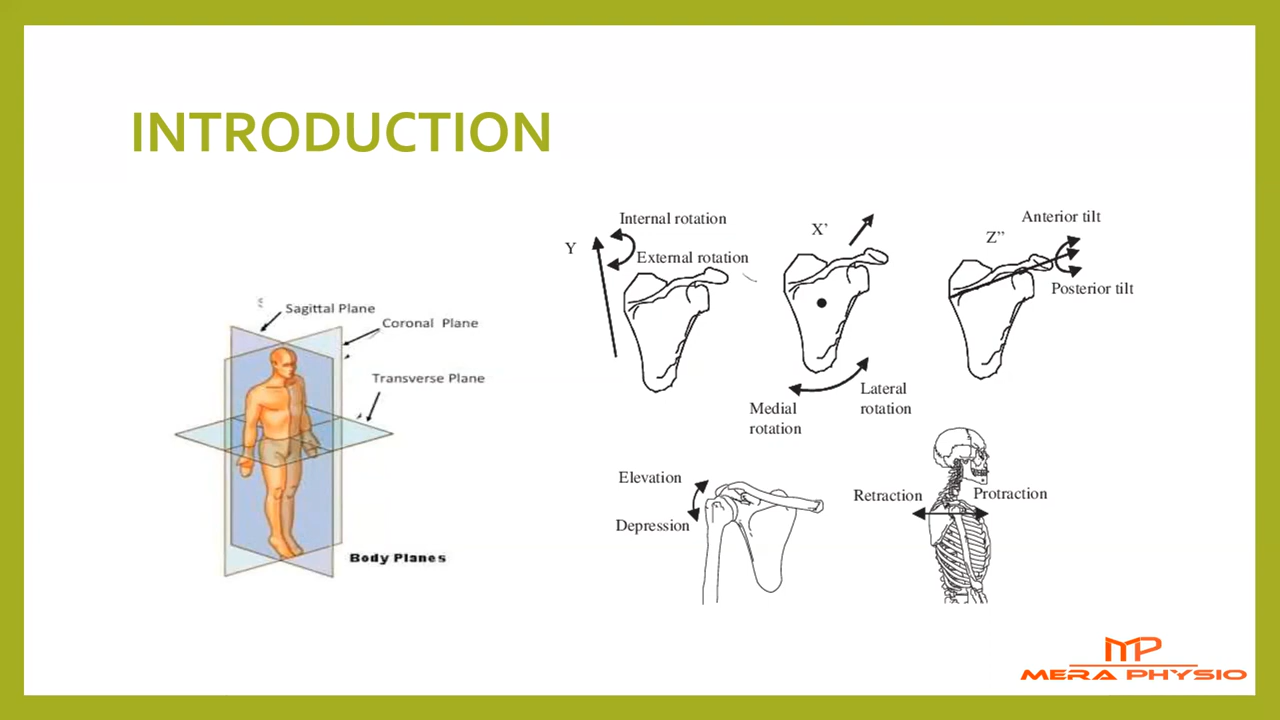 INTRODUCTION
Sagittal Plane
Coronal Plane
Transverse Plane
Body Planes
Internal rotation
Y
External rotation
X’
Medial
rotation
Lateral
rotation
Anterior tilt
Z’’
Posterior tilt
Elevation
Depression
Retraction
Protraction
MP
MERA PHYSIO